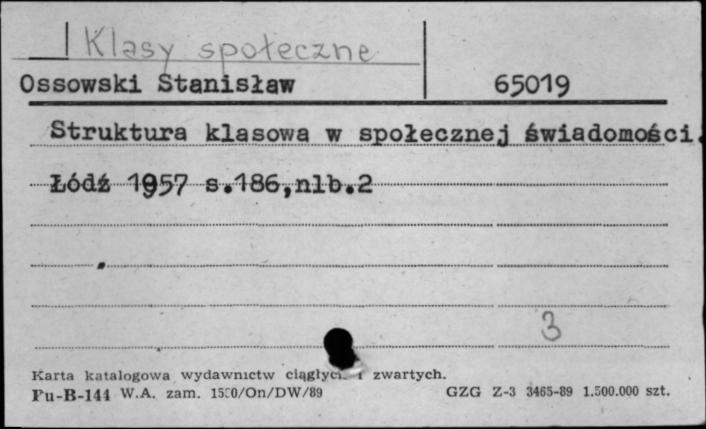 Klasy społeczne
Ossowski Stanisław 65019
Struktura klasowa w społecznej świadomości.
Łódź 1957 s.186,nlb.2
3
Karta katalogowa wydawnictw ciągłych i zwartych.
Pu-B-144 W.A. zam. 1500/On/DW/89 GZG Z-3 3465-89 1.500.000 szt.